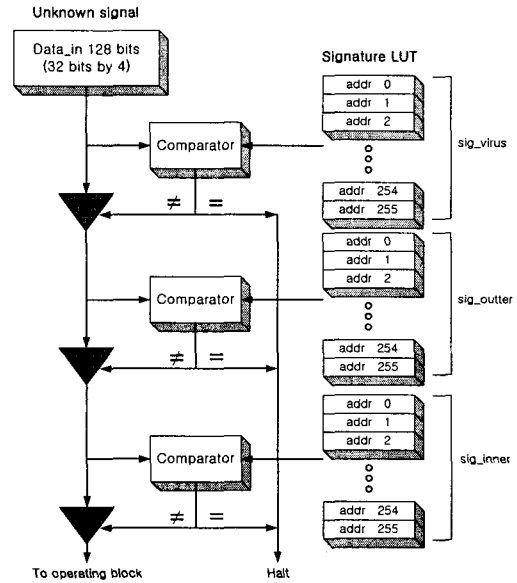 Unknown signal
Data_in 128 bits
(32 bits by 4)
Signature LUT
addr 0
addr 1
addr 2
addr 254
addr 255
sig_virus
Comparator
≠ =
addr 0
addr 1
addr 2
addr 254
addr 255
sig_outter
Comparator
≠ =
addr 0
addr 1
addr 2
addr 254
addr 255
sig_inner
Comparator
≠ =
To operating block
Halt